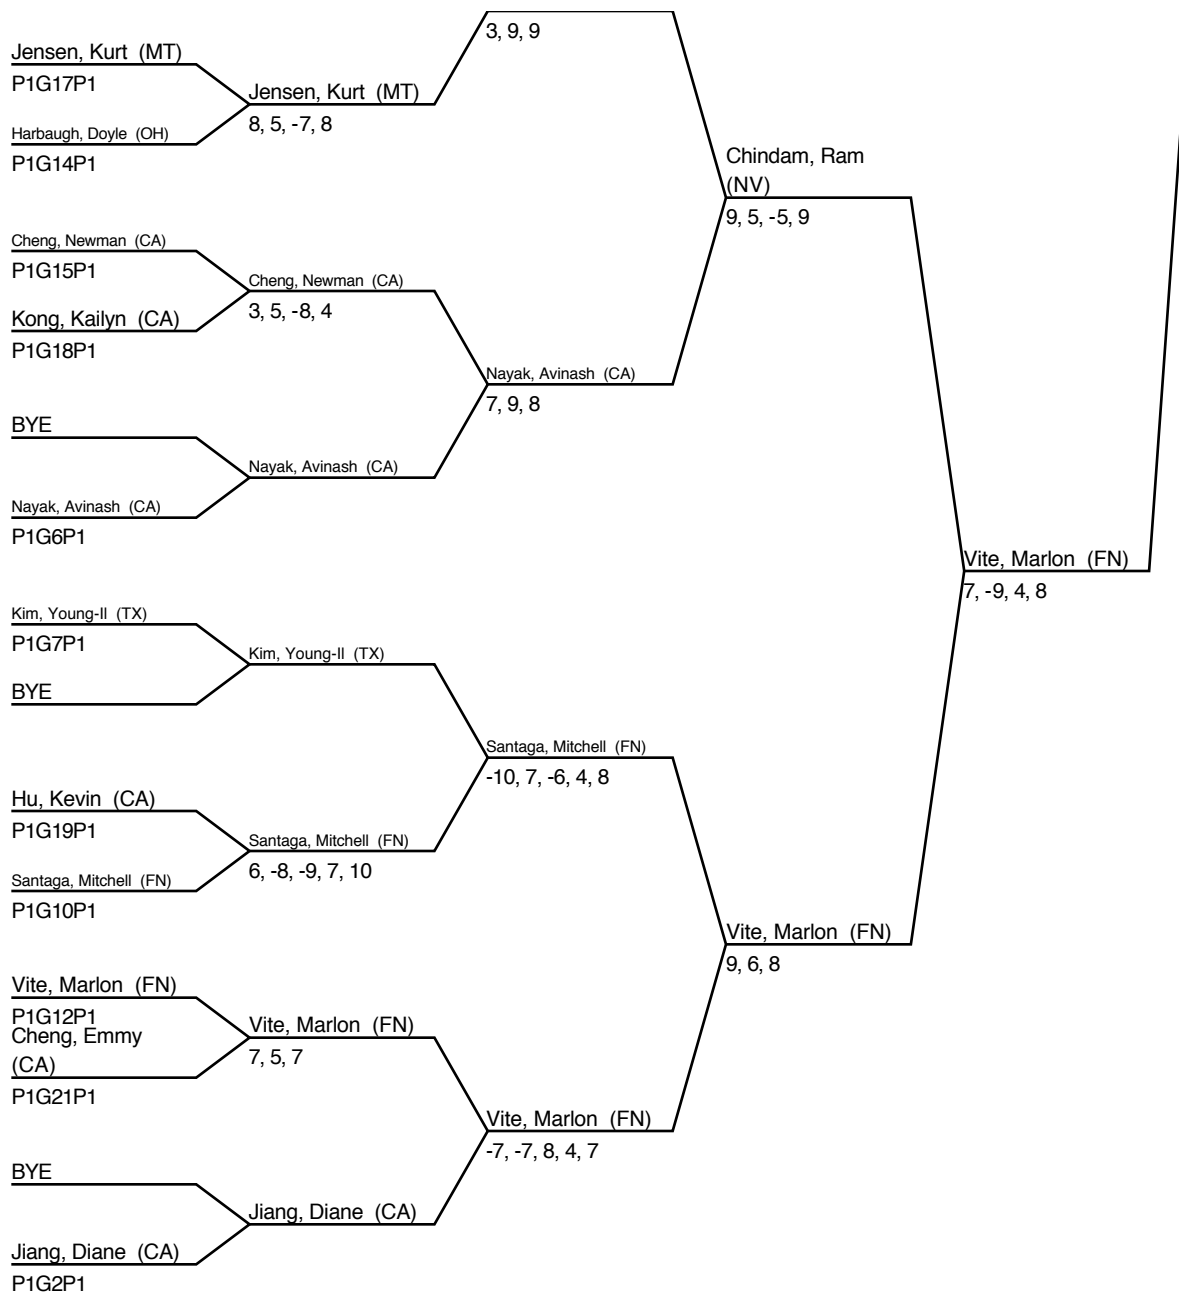 3, 9, 9
Jensen, Kurt (MT)
P1G17P1
Jensen, Kurt (MT)
8, 5, -7, 8
Harbaugh, Doyle (OH)
P1G14P1
Chindam, Ram
(NV)
9, 5, -5, 9
Cheng, Newman (CA)
P1G15P1
Cheng, Newman (CA)
3, 5, -8, 4
Kong, Kailyn (CA)
P1G18P1
Nayak, Avinash (CA)
7, 9, 8
BYE
Nayak, Avinash (CA)
Nayak, Avinash (CA)
P1G6P1
Vite, Marlon (FN)
7, -9, 4, 8
Kim, Young-Il (TX)
P1G7P1
Kim, Young-Il (TX)
BYE
Santaga, Mitchell (FN)
-10, 7, -6, 4, 8
Hu, Kevin (CA)
P1G19P1
Santaga, Mitchell (FN)
6, -8, -9, 7, 10
Santaga, Mitchell (FN)
P1G10P1
Vite, Marlon (FN)
9, 6, 8
Vite, Marlon (FN)
P1G12P1
Vite, Marlon (FN)
7, 5, 7
Cheng, Emmy
(CA)
P1G21P1
Vite, Marlon (FN)
-7, -7, 8, 4, 7
BYE
Jiang, Diane (CA)
Jiang, Diane (CA)
P1G2P1